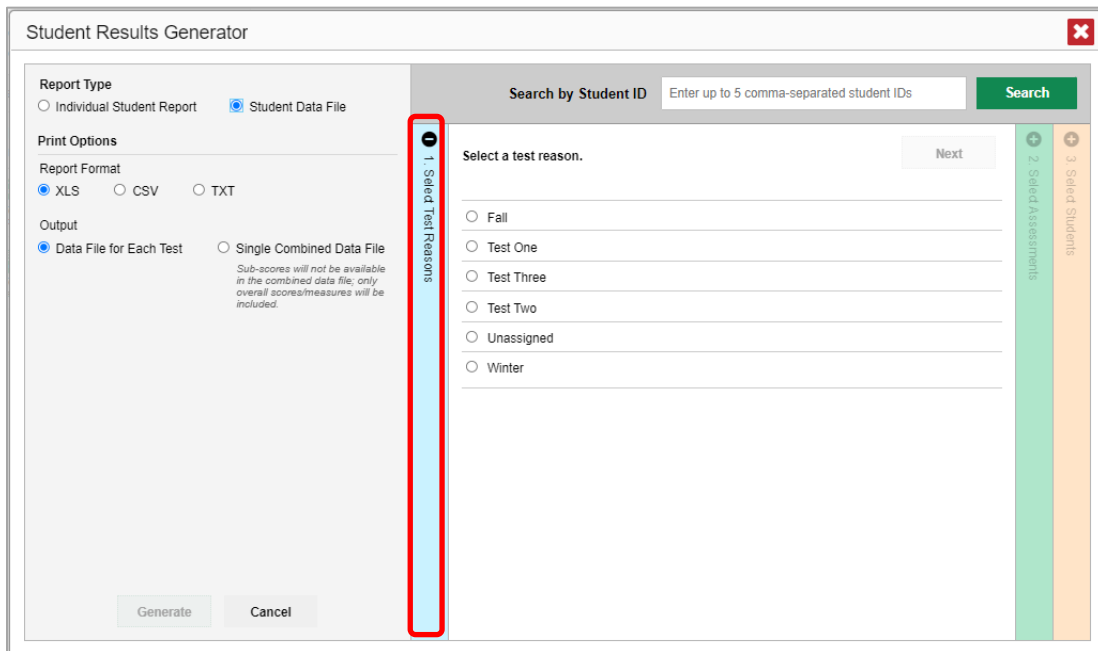 Student Results Generator
Report Type
Individual Student Report
Student Data File
Print Options
Report Format
XLS
CSV
TXT
Output
Data File for Each Test
Single Combined Data File
Sub-scores will not be available
in the combined data file; only
overall scores/measures will be
included.
Generate
Cancel
Search by Student ID
Enter up to 5 comma-separated student IDs
Search
1. Select Test Reasons
Select a test reason.
Next
Fall
Test One
Test Three
Test Two
Unassigned
Winter
2. Select Assessments
3. Select Students